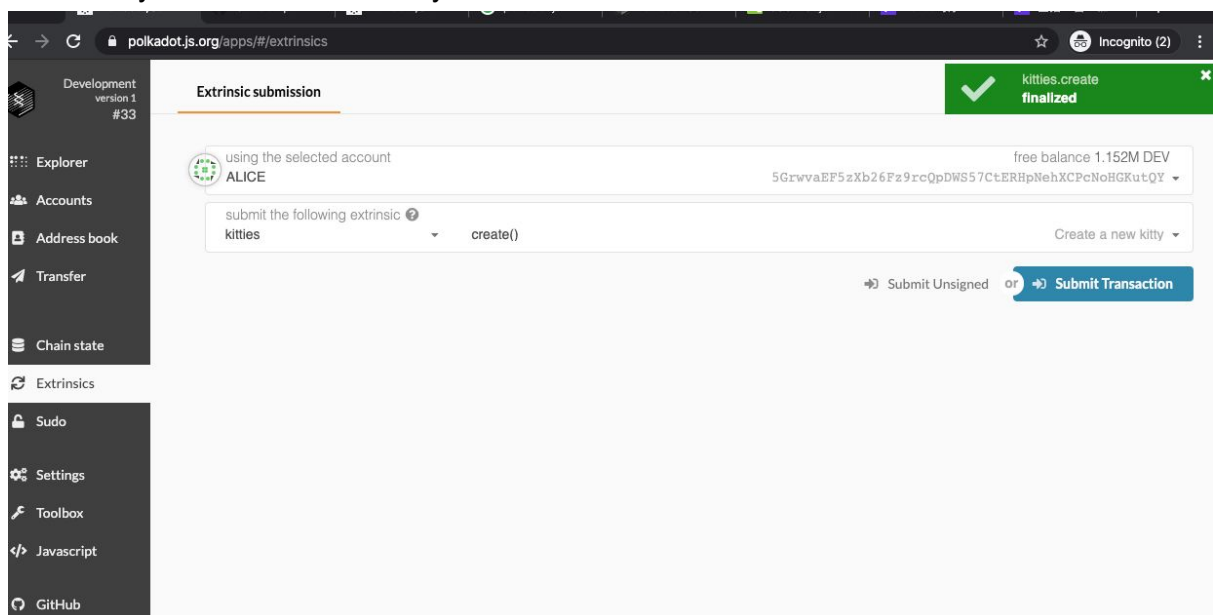 polkadot.js.org/apps/#/extrinsics
Incognito (2)
Development
version 1
#33
Extrinsic submission
kitties.create
finalized
Explorer
Accounts
Address book
Transfer
Chain state
Extrinsics
Sudo
Settings
Toolbox
Javascript
GitHub
using the selected account
ALICE
free balance 1.152M DEV
5GrwvaEF5zXb26Fz9rcQpDWS57CtERHpNehXCPcNoHGKutQY
submit the following extrinsic
kitties
create()
Create a new kitty
Submit Unsigned
or
Submit Transaction